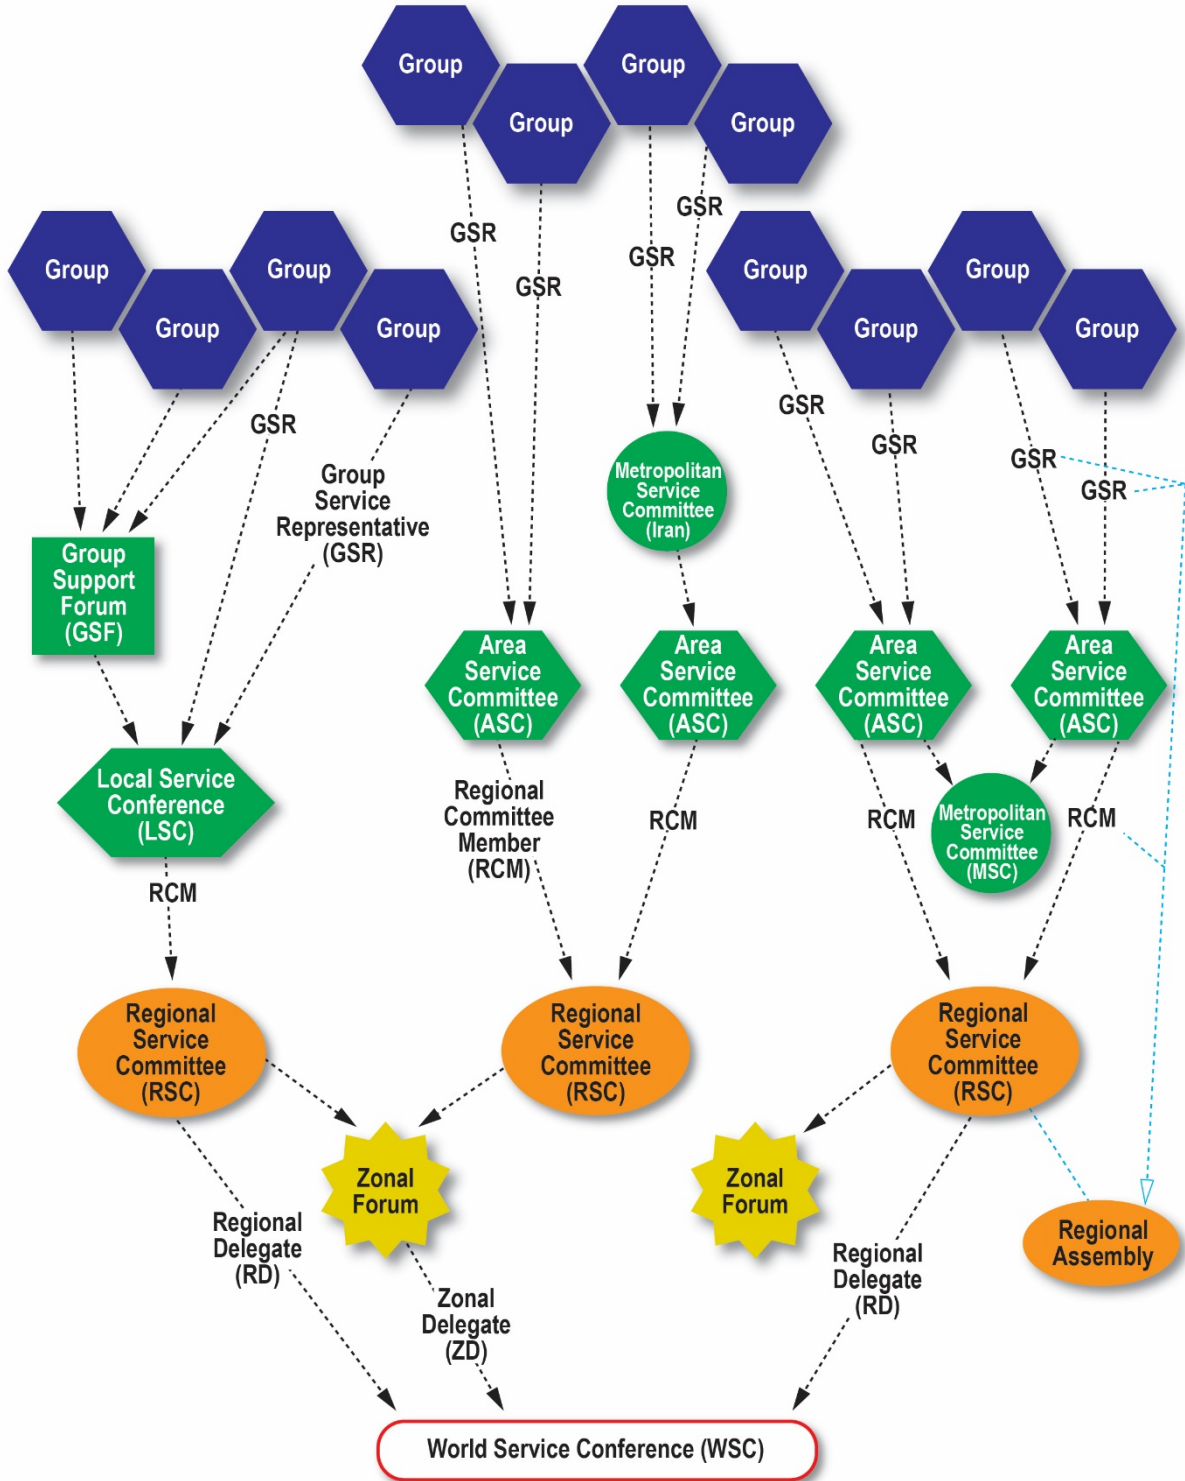 Group
Group
Group
Group
GSR
GSR
GSR
GSR
Group
Group
Group
Group
Group
Group
Group
Group
GSR
Group
Service
Representative
(GSR)
GSR
GSR
GSR
GSR
Metropolitan
Service
Committee
(Iran)
Group
Support
Forum
(GSF)
Area
Service
Committee
(ASC)
Area
Service
Committee
(ASC)
Area
Service
Committee
(ASC)
Area
Service
Committee
(ASC)
Local Service
Conference
(LSC)
Regional
Committee
Member
(RCM)
RCM
RCM
Metropolitan
Service
Committee
(MSC)
RCM
RCM
Regional
Service
Committee
(RSC)
Regional
Service
Committee
(RSC)
Regional
Service
Committee
(RSC)
Zonal
Forum
Zonal
Forum
Regional
Assembly
Regional
Delegate
(RD)
Zonal
Delegate
(ZD)
Regional
Delegate
(RD)
World Service Conference (WSC)